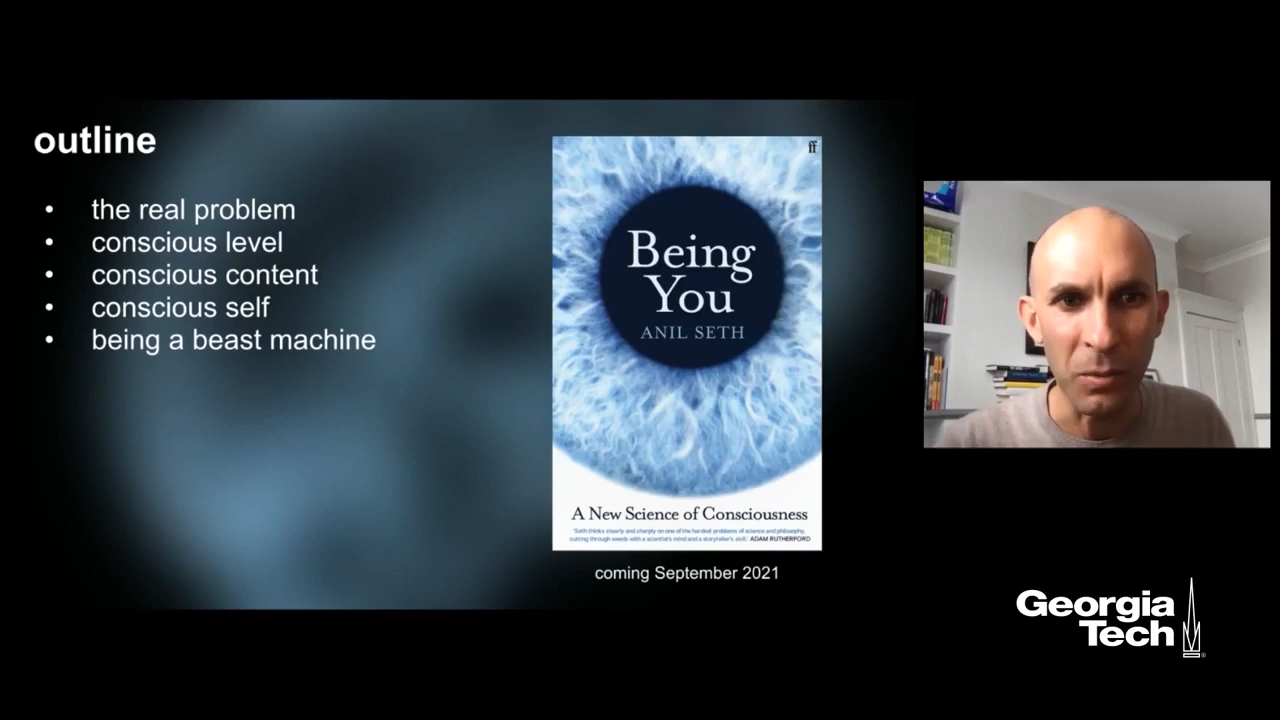 outline
• the real problem
• conscious level
• conscious content
• conscious self
• being a beast machine
ff
Being
You
ANIL SETH
A New Science of Consciousness
'Seth thinks clearly and sharply on one of the hardest problems of science and philosophy,
cutting through weeds with a scientist's mind and a storyteller's skill.' ADAM RUTHERFORD
coming September 2021
Georgia
Tech
®